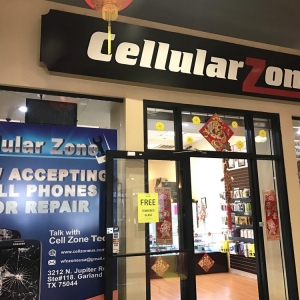 CellularZon
ular Zone
ACCEPTING
LL PHONES
OR REPAIR
Talk with
Cell Zone Tec
3212 N. Jupiter R
Ste#118. Garland
TX 75044
FREE